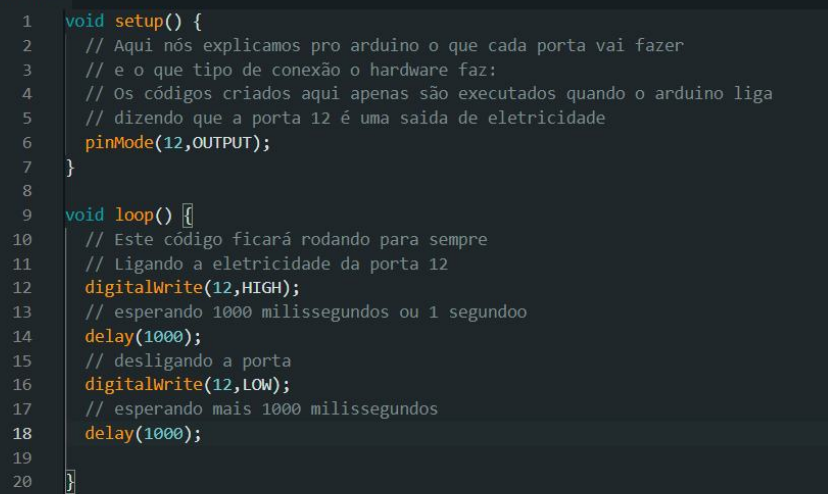 1 void setup() {
2 // Aqui nós explicamos pro arduino o que cada porta vai fazer
3 // e o que tipo de conexão o hardware faz:
4 // Os códigos criados aqui apenas são executados quando o arduino liga
5 // dizendo que a porta 12 é uma saida de eletricidade
6 pinMode(12,OUTPUT);
7 }
8
9 void loop() {
10 // Este código ficará rodando para sempre
11 // Ligando a eletricidade da porta 12
12 digitalWrite(12,HIGH);
13 // esperando 1000 milissegundos ou 1 segundoo
14 delay(1000);
15 // desligando a porta
16 digitalWrite(12,LOW);
17 // esperando mais 1000 milissegundos
18 delay(1000);
19
20 }